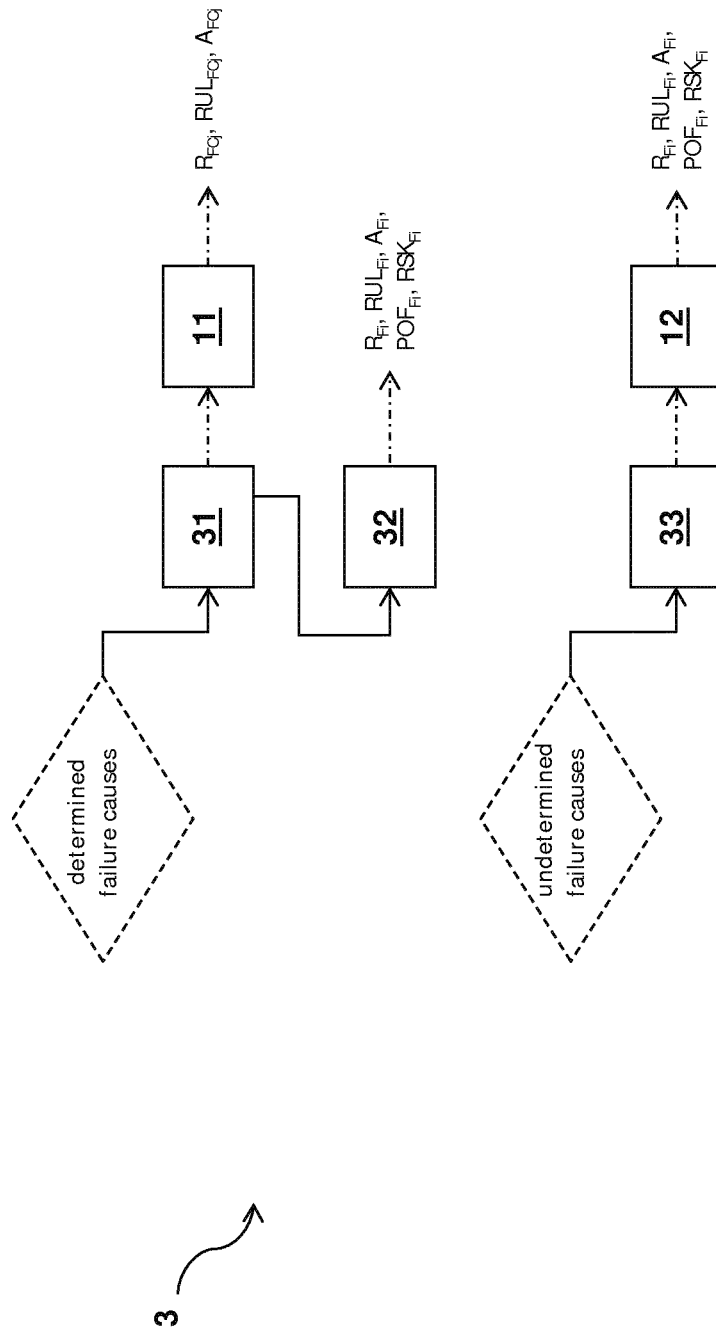 3
determined
failure causes
31
11
R_FCj, RUL_FCj, A_FCj
32
R_Fi, RUL_Fi, A_Fi,
POF_Fi, RSK_Fi
undetermined
failure causes
33
12
R_Fi, RUL_Fi, A_Fi,
POF_Fi, RSK_Fi